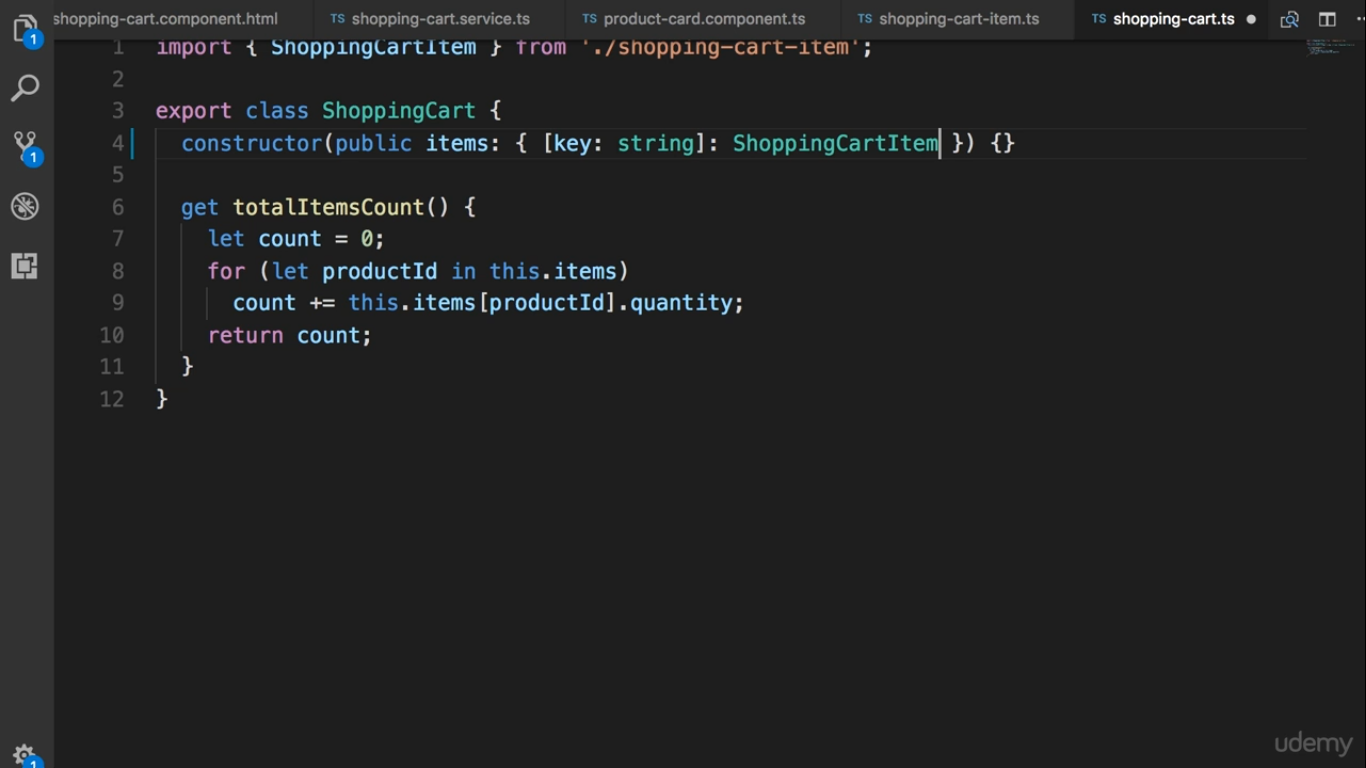 shopping-cart.component.html TS shopping-cart.service.ts TS product-card.component.ts TS shopping-cart-item.ts TS shopping-cart.ts
1 import { ShoppingCartItem } from './shopping-cart-item';
2
3 export class ShoppingCart {
4 constructor(public items: { [key: string]: ShoppingCartItem }) {}
5
6 get totalItemsCount() {
7 let count = 0;
8 for (let productId in this.items)
9 count += this.items[productId].quantity;
10 return count;
11 }
12 }
1
1
1
udemy